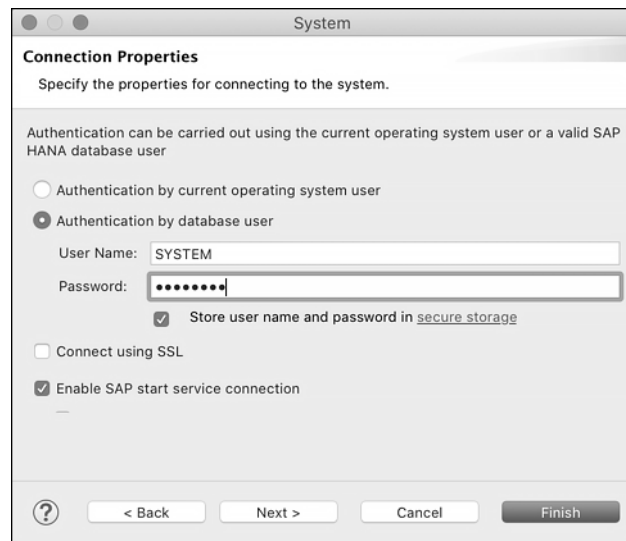 System
Connection Properties
Specify the properties for connecting to the system.
Authentication can be carried out using the current operating system user or a valid SAP
HANA database user
Authentication by current operating system user
Authentication by database user
User Name: SYSTEM
Password: ••••••••
Store user name and password in secure storage
Connect using SSL
Enable SAP start service connection
? < Back Next > Cancel Finish